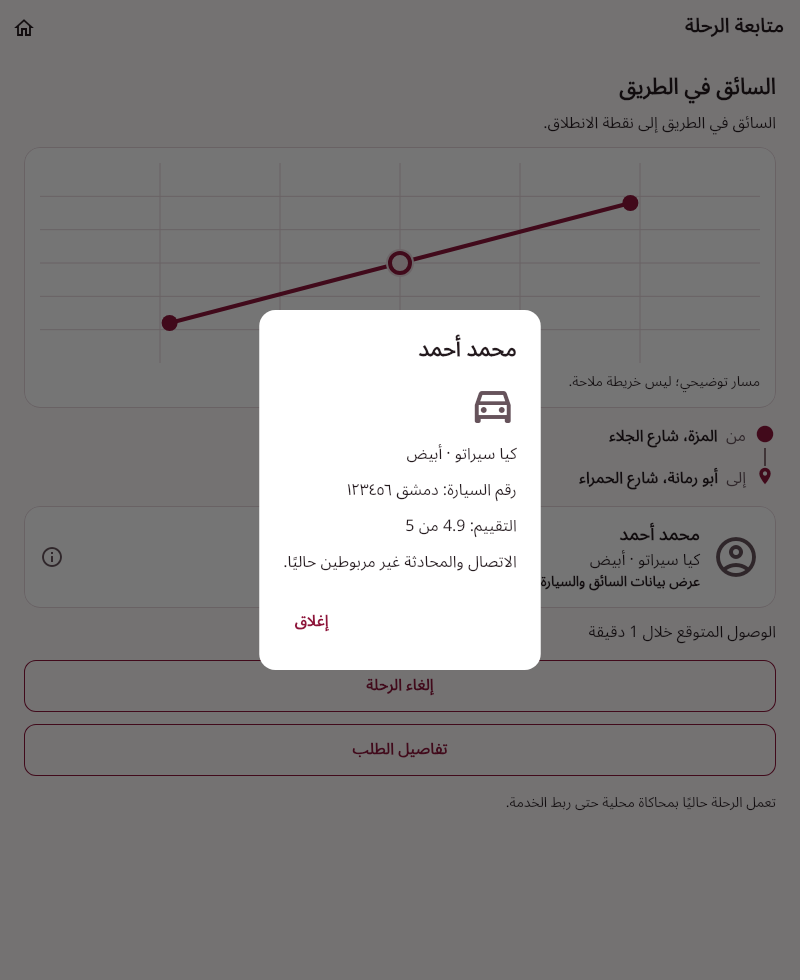 متابعة الرحلة
السائق في الطريق
السائق في الطريق إلى نقطة الانطلاق.
مسار توضيحي؛ ليس خريطة ملاحة.
من المزة، شارع الجلاء
إلى أبو رمانة، شارع الحمراء
محمد أحمد
كيا سيراتو · أبيض
عرض بيانات السائق والسيارة
الوصول المتوقع خلال 1 دقيقة
إلغاء الرحلة
تفاصيل الطلب
تعمل الرحلة حاليًا بمحاكاة محلية حتى ربط الخدمة.
محمد أحمد
كيا سيراتو · أبيض
رقم السيارة: دمشق ١٢٣٤٥٦
التقييم: 4.9 من 5
الاتصال والمحادثة غير مربوطين حاليًا.
إغلاق